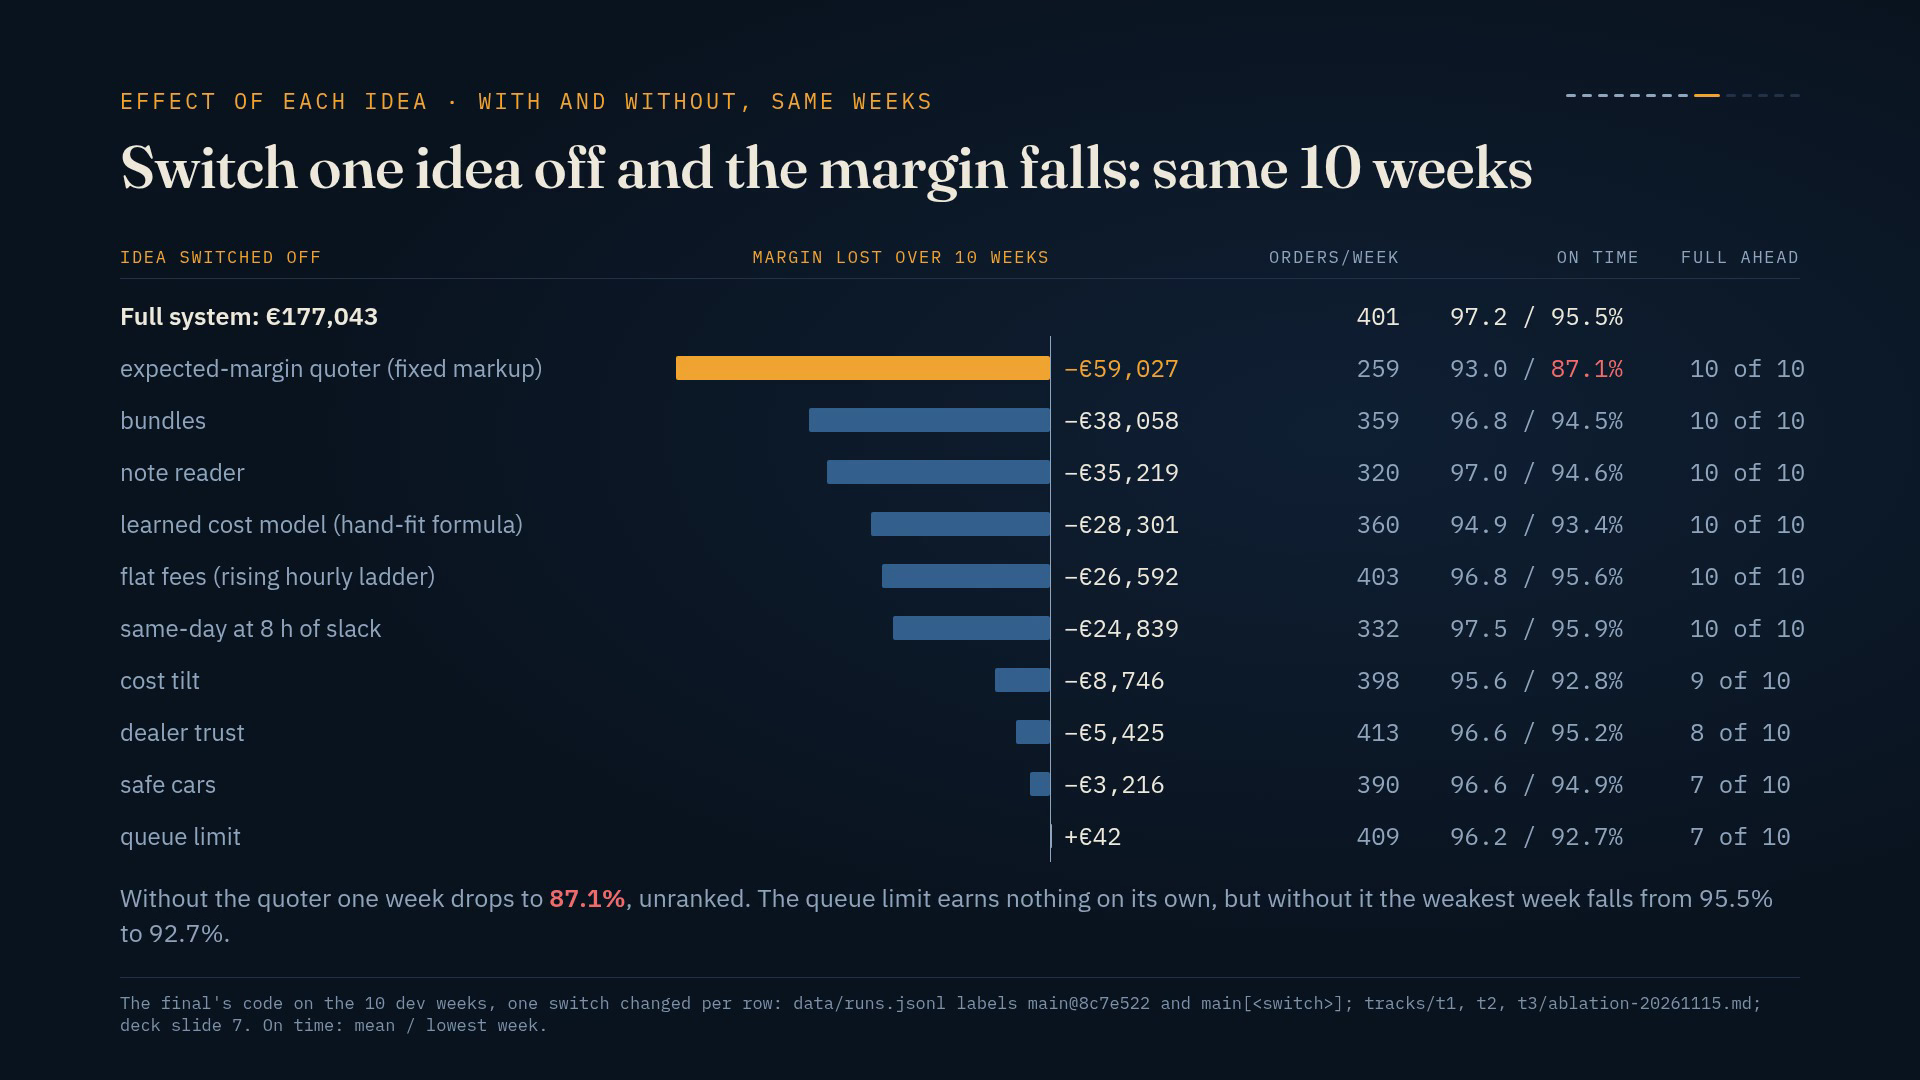 EFFECT OF EACH IDEA · WITH AND WITHOUT, SAME WEEKS
Switch one idea off and the margin falls: same 10 weeks
IDEA SWITCHED OFF MARGIN LOST OVER 10 WEEKS ORDERS/WEEK ON TIME FULL AHEAD
Full system: €177,043 401 97.2 / 95.5%
expected-margin quoter (fixed markup) −€59,027 259 93.0 / 87.1% 10 of 10
bundles −€38,058 359 96.8 / 94.5% 10 of 10
note reader −€35,219 320 97.0 / 94.6% 10 of 10
learned cost model (hand-fit formula) −€28,301 360 94.9 / 93.4% 10 of 10
flat fees (rising hourly ladder) −€26,592 403 96.8 / 95.6% 10 of 10
same-day at 8 h of slack −€24,839 332 97.5 / 95.9% 10 of 10
cost tilt −€8,746 398 95.6 / 92.8% 9 of 10
dealer trust −€5,425 413 96.6 / 95.2% 8 of 10
safe cars −€3,216 390 96.6 / 94.9% 7 of 10
queue limit +€42 409 96.2 / 92.7% 7 of 10
Without the quoter one week drops to 87.1%, unranked. The queue limit earns nothing on its own, but without it the weakest week falls from 95.5%
to 92.7%.
The final's code on the 10 dev weeks, one switch changed per row: data/runs.jsonl labels main@8c7e522 and main[<switch>]; tracks/t1, t2, t3/ablation-20261115.md;
deck slide 7. On time: mean / lowest week.